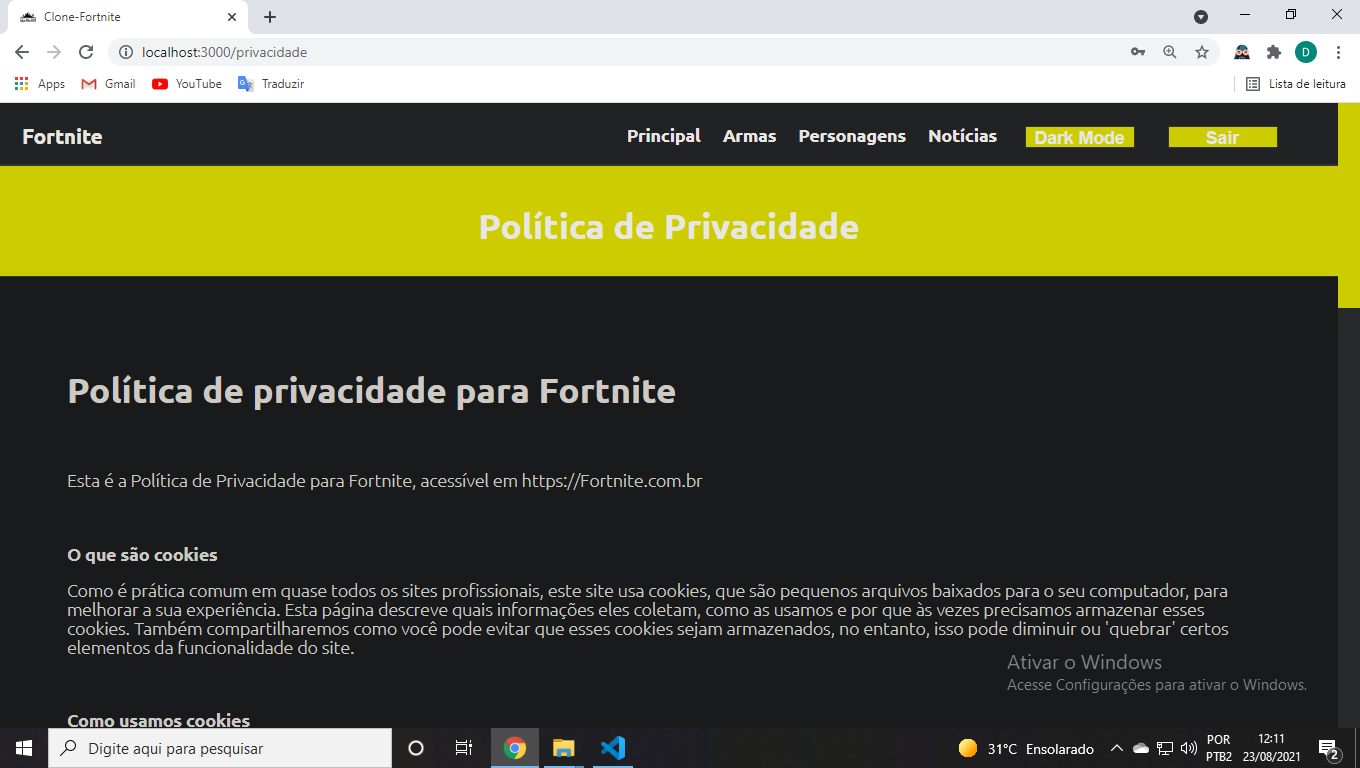 Clone-Fortnite
localhost:3000/privacidade
D
Apps Gmail YouTube Traduzir Lista de leitura
Fortnite Principal Armas Personagens Notícias Dark Mode Sair
Política de Privacidade
Política de privacidade para Fortnite
Esta é a Política de Privacidade para Fortnite, acessível em https://Fortnite.com.br
O que são cookies
Como é prática comum em quase todos os sites profissionais, este site usa cookies, que são pequenos arquivos baixados para o seu computador, para
melhorar a sua experiência. Esta página descreve quais informações eles coletam, como as usamos e por que às vezes precisamos armazenar esses
cookies. Também compartilharemos como você pode evitar que esses cookies sejam armazenados, no entanto, isso pode diminuir ou 'quebrar' certos
elementos da funcionalidade do site.
Ativar o Windows
Acesse Configurações para ativar o Windows.
Como usamos cookies
Digite aqui para pesquisar
31°C Ensolarado
POR
PTB2
12:11
23/08/2021
2